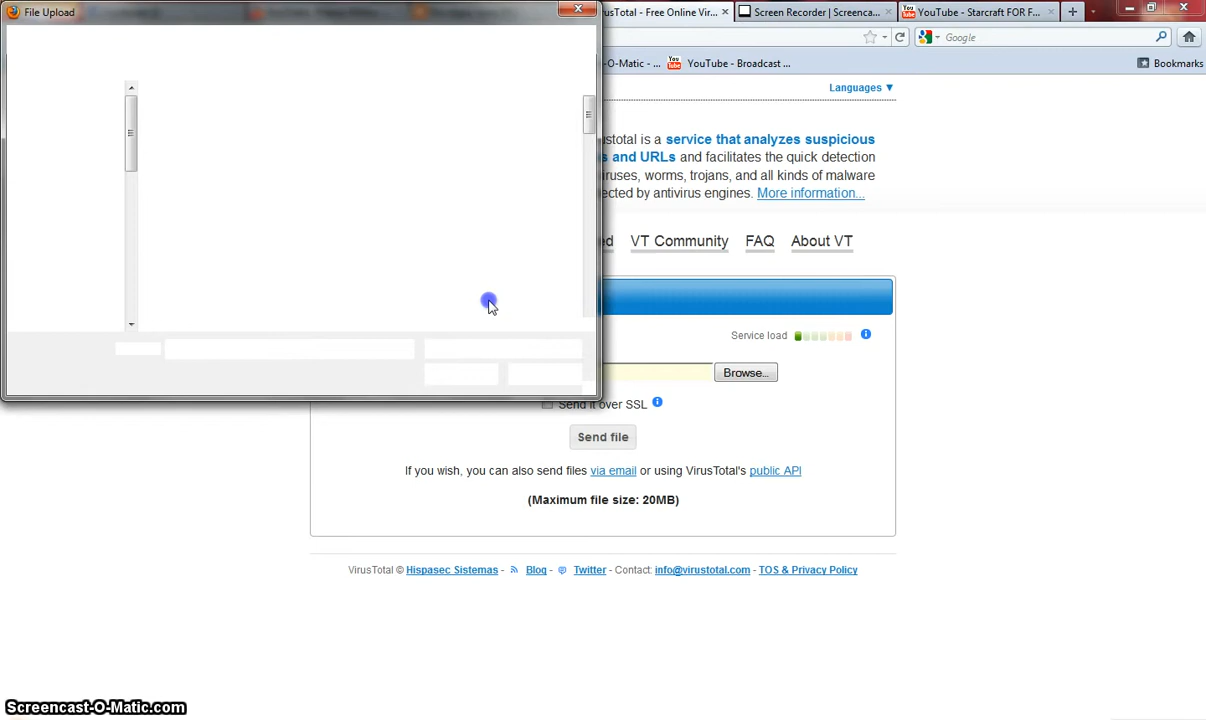 File Upload
rusTotal - Free Online Vir...
Screen Recorder | Screenca...
YouTube - Starcraft FOR F...
Google
-O-Matic - ...
YouTube - Broadcast ...
Bookmarks
Languages ▼
ustotal is a service that analyzes suspicious
s and URLs and facilitates the quick detection
iruses, worms, trojans, and all kinds of malware
ected by antivirus engines. More information...
ed
VT Community
FAQ
About VT
Service load
Browse...
Send it over SSL
Send file
If you wish, you can also send files via email or using VirusTotal's public API
(Maximum file size: 20MB)
VirusTotal © Hispasec Sistemas - Blog - Twitter - Contact: info@virustotal.com - TOS & Privacy Policy
Screencast-O-Matic.com